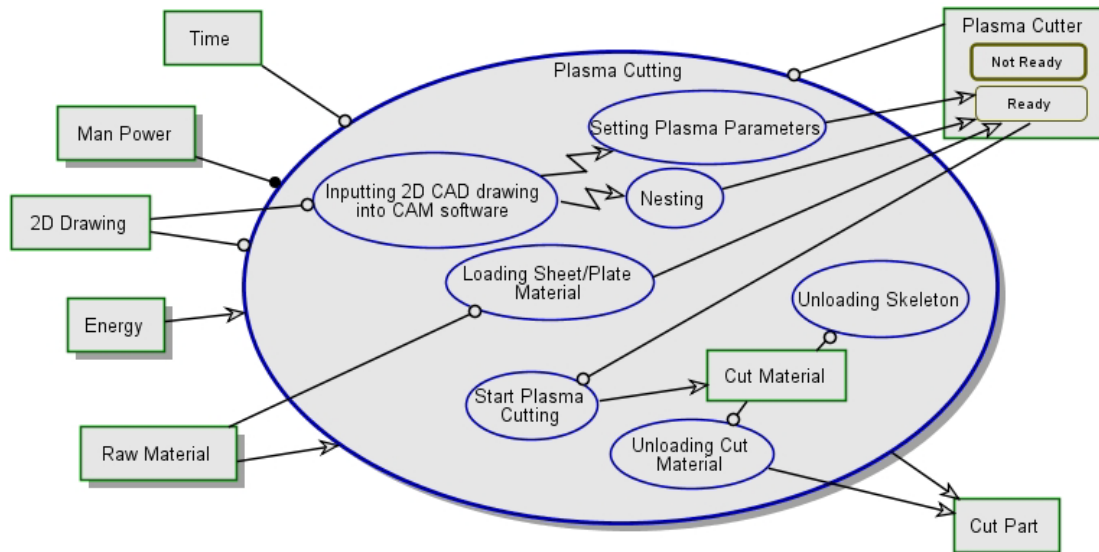 Time
Plasma Cutter
Not Ready
Ready
Plasma Cutting
Man Power
Setting Plasma Parameters
Inputting 2D CAD drawing
into CAM software
Nesting
2D Drawing
Loading Sheet/Plate
Material
Unloading Skeleton
Energy
Cut Material
Start Plasma
Cutting
Raw Material
Unloading Cut
Material
Cut Part